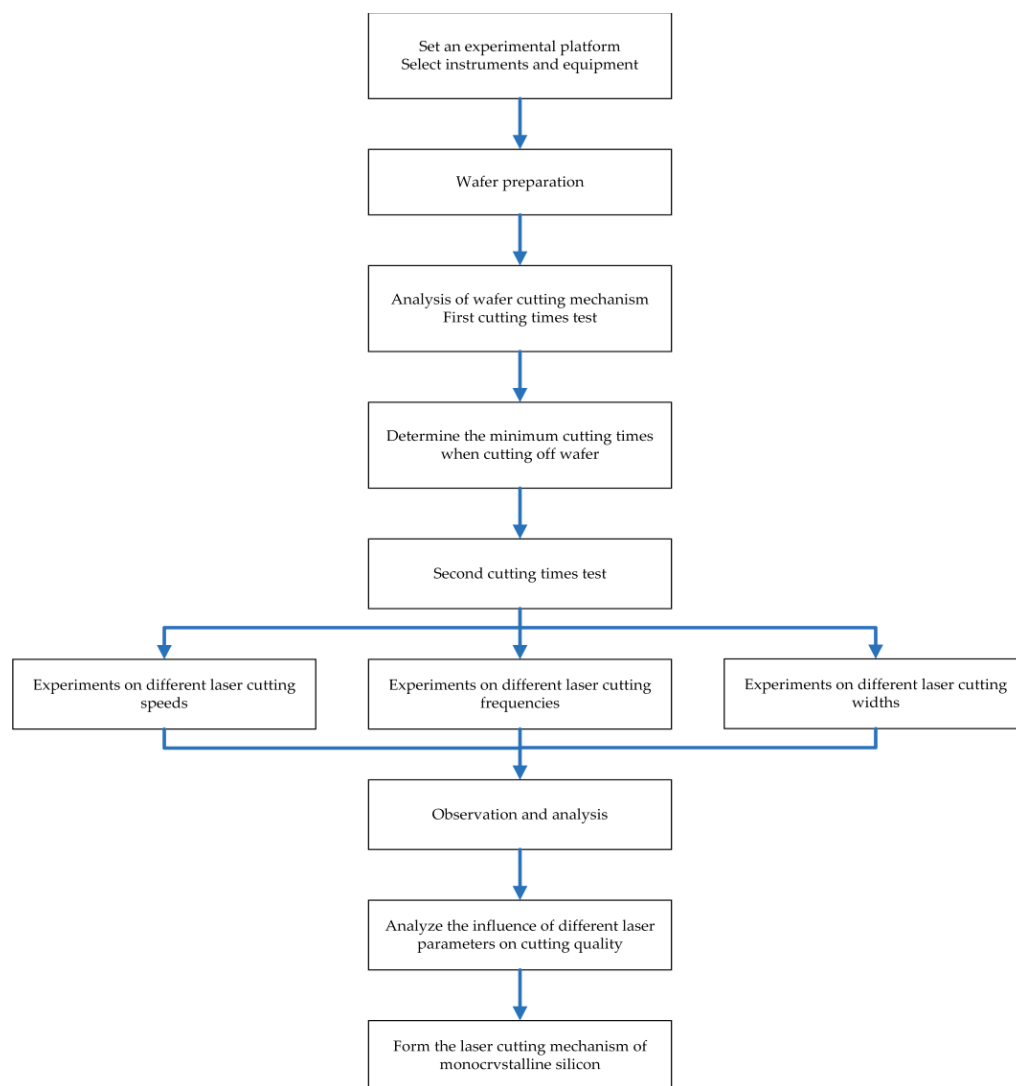 Set an experimental platform
Select instruments and equipment
Wafer preparation
Analysis of wafer cutting mechanism
First cutting times test
Determine the minimum cutting times
when cutting off wafer
Second cutting times test
Experiments on different laser cutting
speeds
Experiments on different laser cutting
frequencies
Experiments on different laser cutting
widths
Observation and analysis
Analyze the influence of different laser
parameters on cutting quality
Form the laser cutting mechanism of
monocrystalline silicon